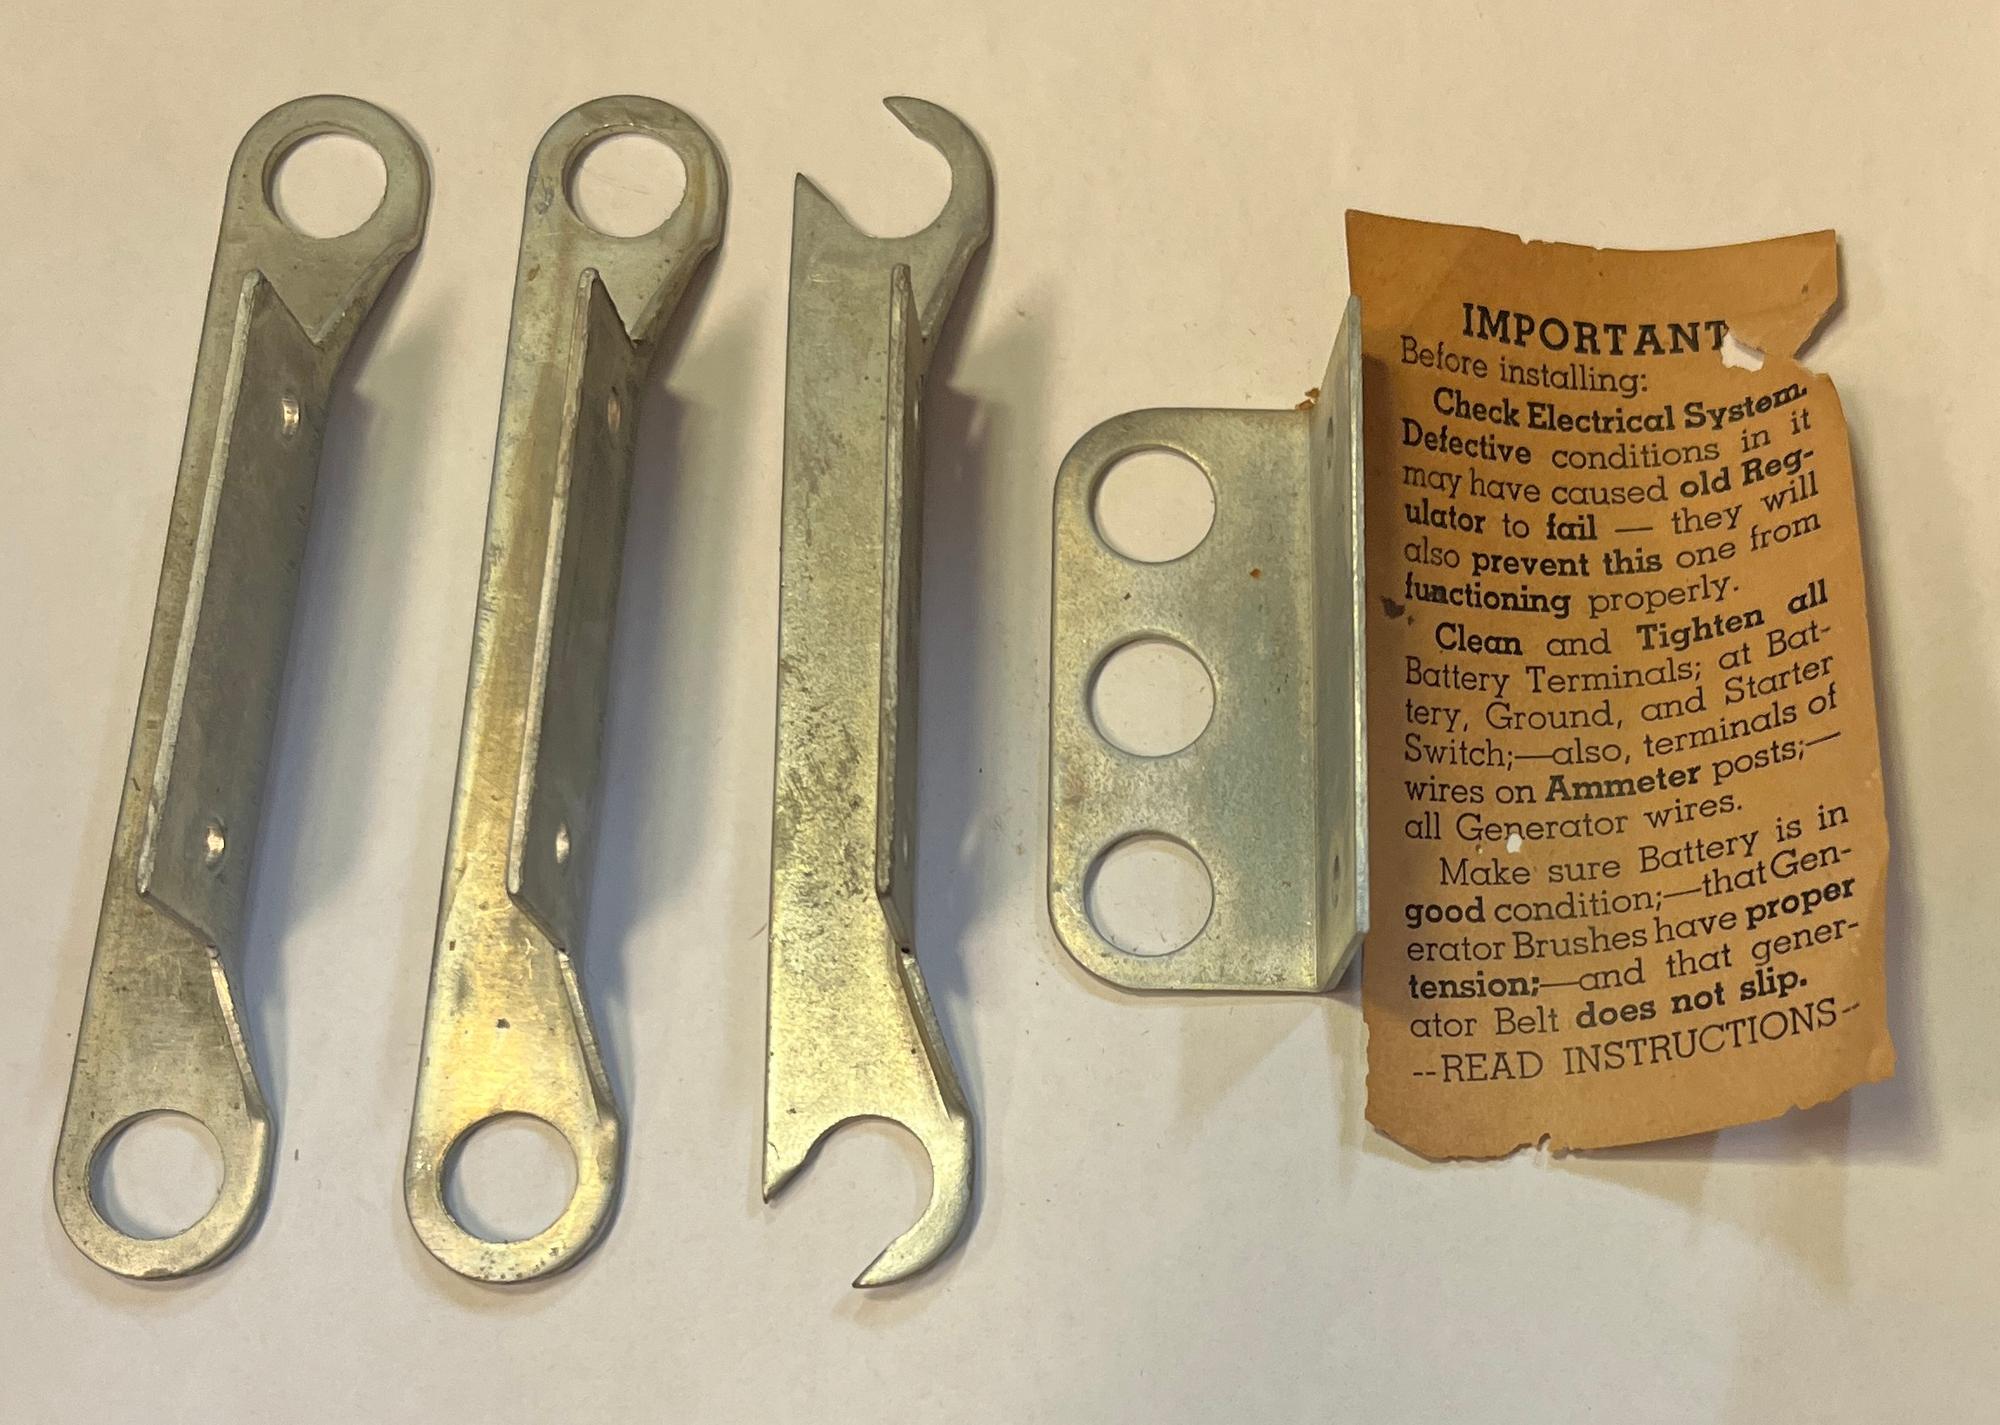 IMPORTANT
Before installing:
Check Electrical System.
Defective conditions in it
may have caused old Reg-
ulator to fail — they will
also prevent this one from
functioning properly.
Clean and Tighten all
Battery Terminals; at Bat-
tery, Ground, and Starter
Switch;—also, terminals of
wires on Ammeter posts;—
all Generator wires.
Make sure Battery is in
good condition;—that Gen-
erator Brushes have proper
tension;—and that gener-
ator Belt does not slip.
--READ INSTRUCTIONS--